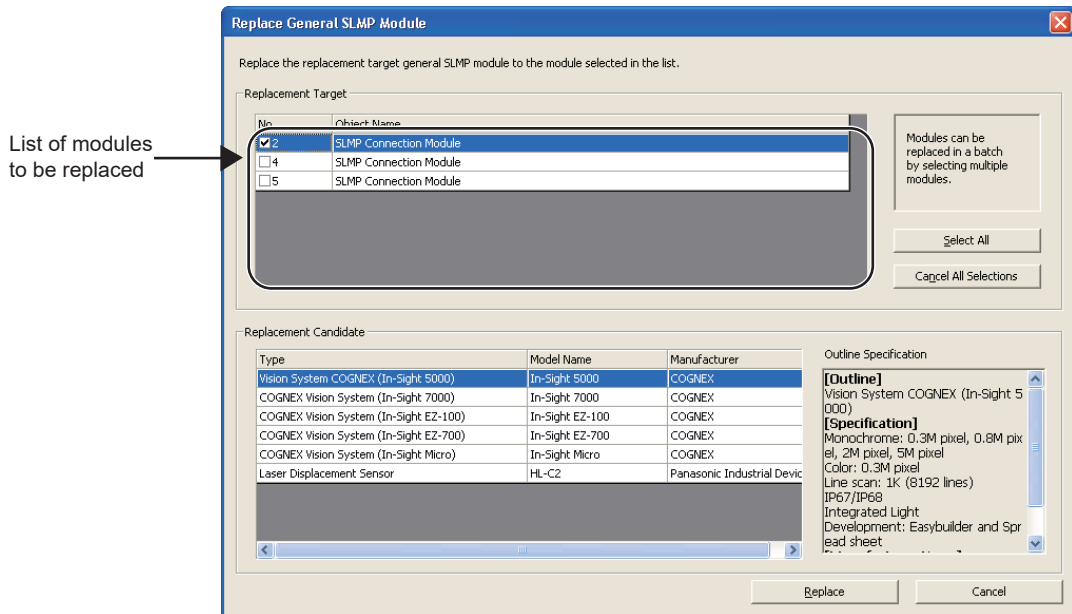 Replace General SLMP Module
Replace the replacement target general SLMP module to the module selected in the list.
Replacement Target
List of modules
to be replaced
No. Object Name
2 SLMP Connection Module
4 SLMP Connection Module
5 SLMP Connection Module
Modules can be
replaced in a batch
by selecting multiple
modules.
Select All
Cancel All Selections
Replacement Candidate
Type Model Name Manufacturer
Vision System COGNEX (In-Sight 5000) In-Sight 5000 COGNEX
COGNEX Vision System (In-Sight 7000) In-Sight 7000 COGNEX
COGNEX Vision System (In-Sight EZ-100) In-Sight EZ-100 COGNEX
COGNEX Vision System (In-Sight EZ-700) In-Sight EZ-700 COGNEX
COGNEX Vision System (In-Sight Micro) In-Sight Micro COGNEX
Laser Displacement Sensor HL-C2 Panasonic Industrial Devic
Outline Specification
[Outline]
Vision System COGNEX (In-Sight 5
000)
[Specification]
Monochrome: 0.3M pixel, 0.8M pix
el, 2M pixel, 5M pixel
Color: 0.3M pixel
Line scan: 1K (8192 lines)
IP67/IP68
Integrated Light
Development: Easybuilder and Spr
ead sheet
Replace
Cancel